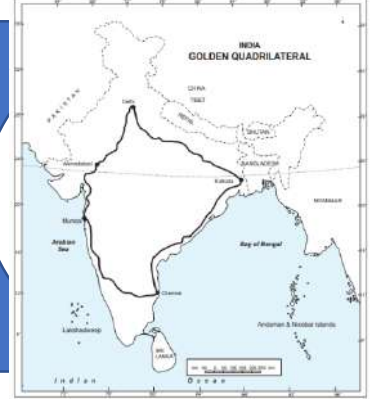 INDIA
GOLDEN QUADRILATERAL
CHINA
TIBET
PAKISTAN
Delhi
NEPAL
BHUTAN
BANGLADESH
Ahmedabad
Kolkata
MYANMAR
Mumbai
Arabian
Sea
Bay of Bengal
Chennai
Lakshadweep
Andaman & Nicobar Islands
SRI
LANKA
Indian Ocean